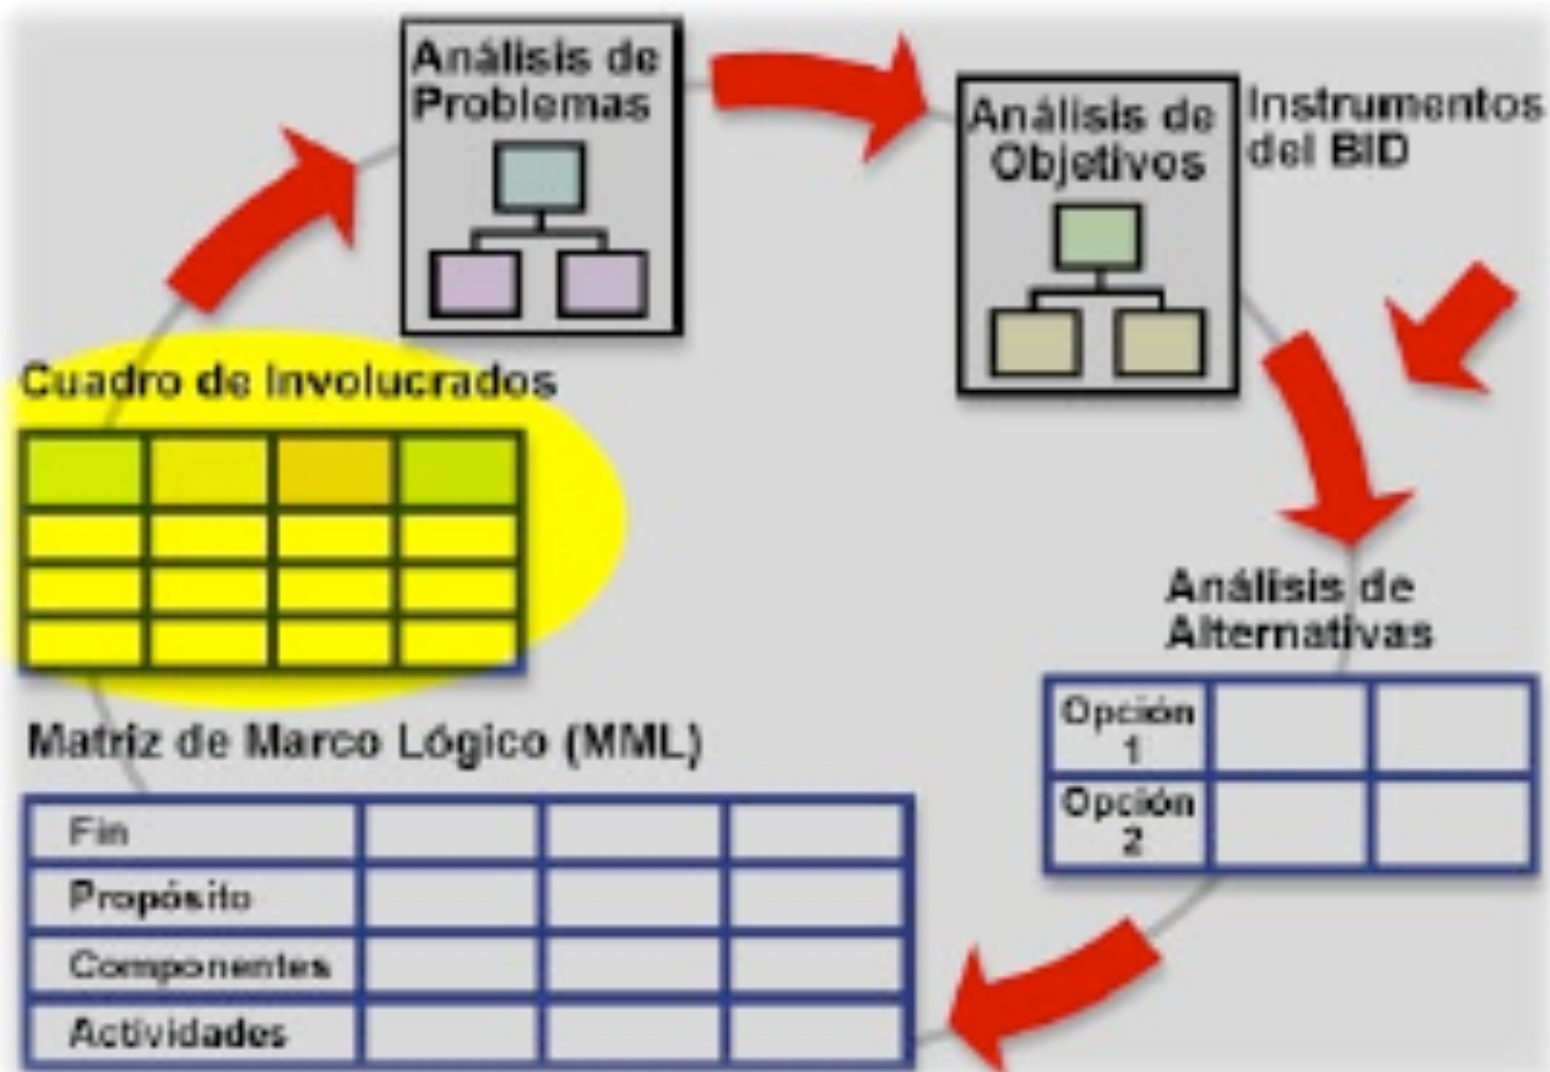 Análisis de
Problemas
Análisis de
Objetivos
Instrumentos
del BID
Cuadro de Involucrados
Análisis de
Alternativas
Opción
1
Opción
2
Matriz de Marco Lógico (MML)
Fin
Propósito
Componentes
Actividades